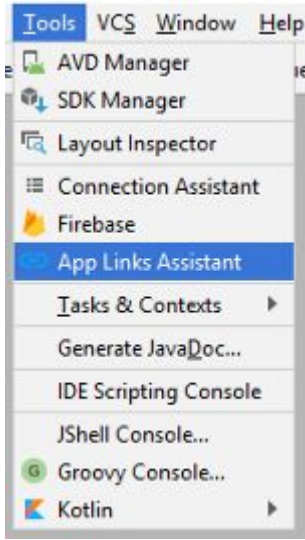 Tools VCS Window Help
AVD Manager
SDK Manager
Layout Inspector
Connection Assistant
Firebase
App Links Assistant
Tasks & Contexts
Generate JavaDoc...
IDE Scripting Console
JShell Console...
G Groovy Console...
Kotlin